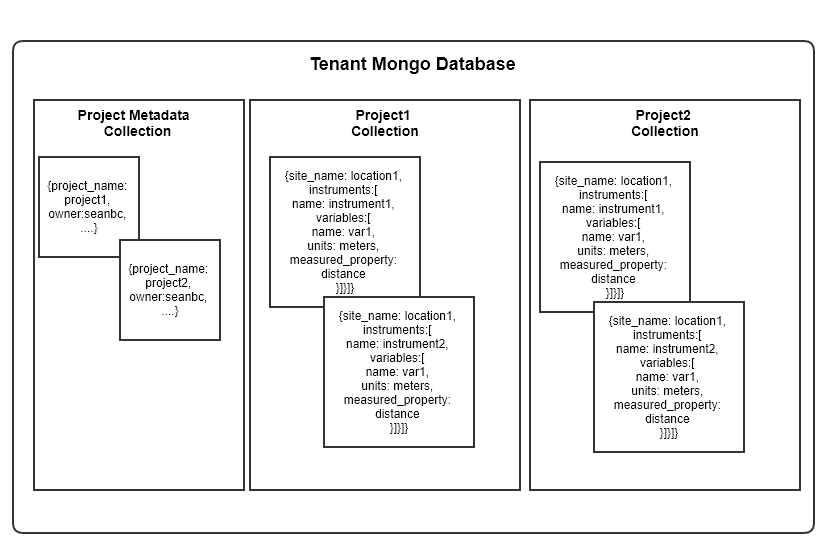 Tenant Mongo Database
Project Metadata
Collection
{project_name:
project1,
owner:seanbc,
....}
{project_name:
project2,
owner:seanbc,
....}
Project1
Collection
{site_name: location1,
instruments:[
name: instrument1,
variables:[
name: var1,
units: meters,
measured_property:
distance
}]}]}
{site_name: location1,
instruments:[
name: instrument2,
variables:[
name: var1,
units: meters,
measured_property:
distance
}]}]}
Project2
Collection
{site_name: location1,
instruments:[
name: instrument1,
variables:[
name: var1,
units: meters,
measured_property:
distance
}]}]}
{site_name: location1,
instruments:[
name: instrument2,
variables:[
name: var1,
units: meters,
measured_property:
distance
}]}]}